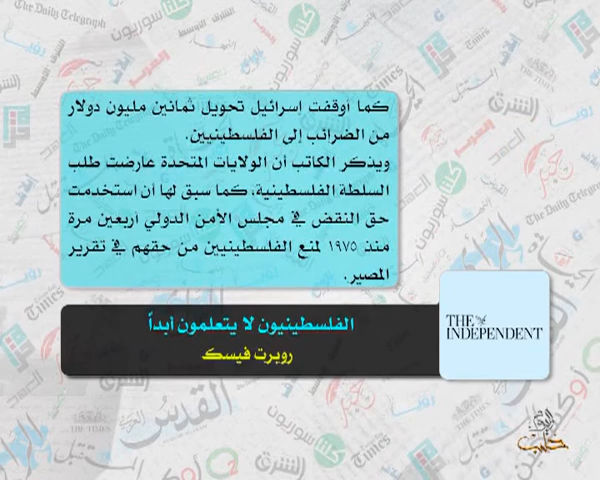 كما أوقفت إسرائيل تحويل ثمانين مليون دولار
من الضرائب إلى الفلسطينيين.
ويذكر الكاتب أن الولايات المتحدة عارضت طلب
السلطة الفلسطينية، كما سبق لها أن استخدمت
حق النقض في مجلس الأمن الدولي أربعين مرة
منذ ١٩٧٥ لمنع الفلسطينيين من حقهم في تقرير
المصير.
الفلسطينيون لا يتعلمون أبداً
روبرت فيسك
THE
INDEPENDENT